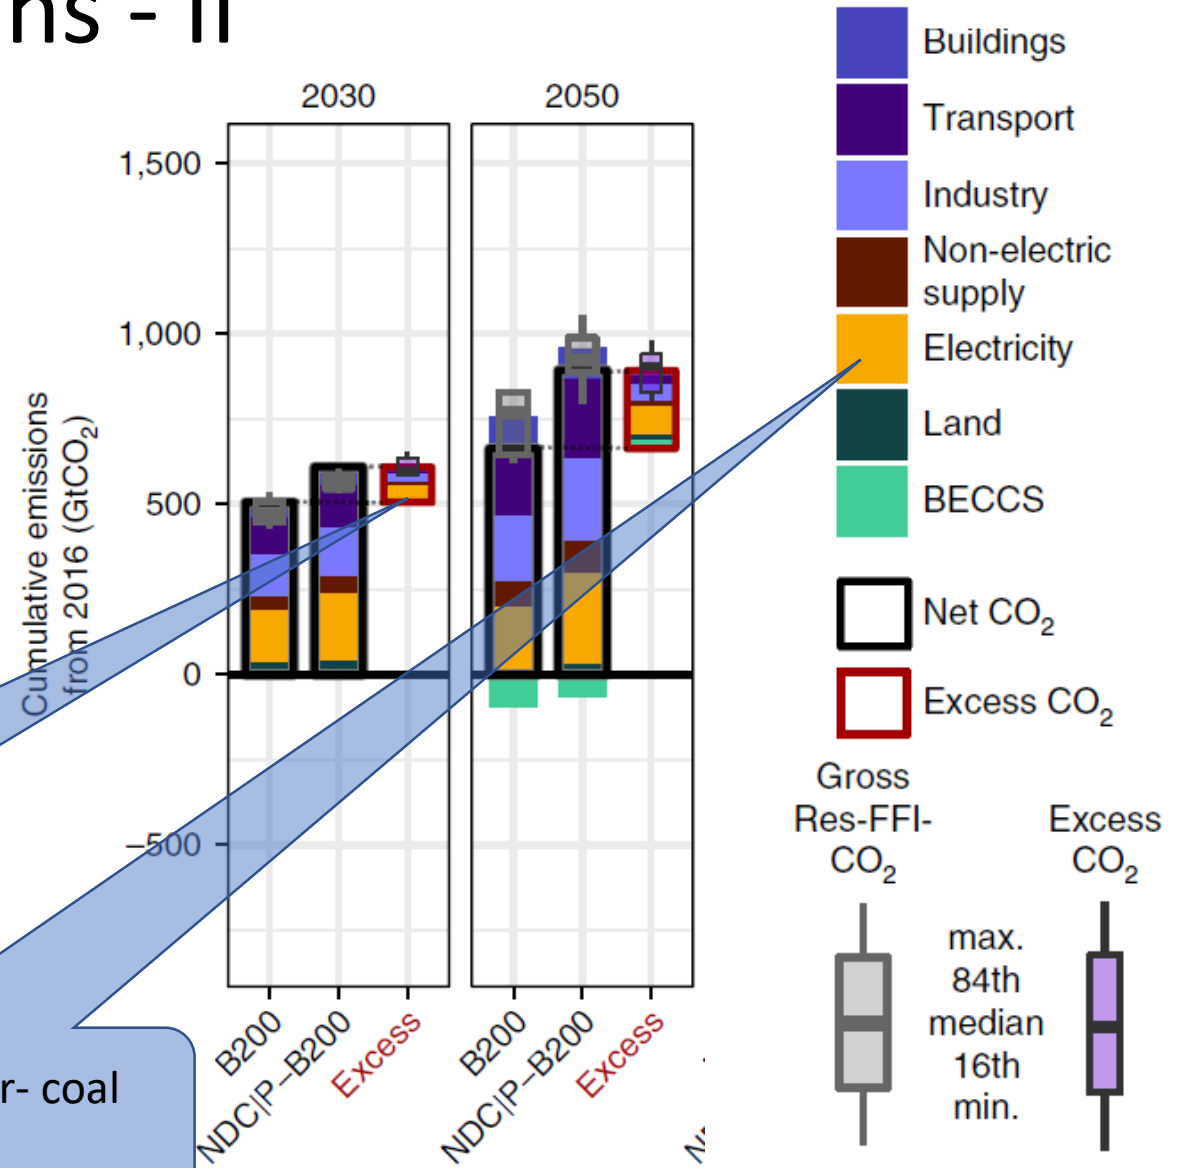 ns - II
2030
2050
1,500
1,000
500
0
−500
Cumulative emissions
from 2016 (GtCO2)
B200
NDC|P−B200
Excess
B200
NDC|P−B200
Excess
Buildings
Transport
Industry
Non-electric
supply
Electricity
Land
BECCS
Net CO2
Excess CO2
Gross
Res-FFI-
CO2
Excess
CO2
max.
84th
median
16th
min.
r- coal